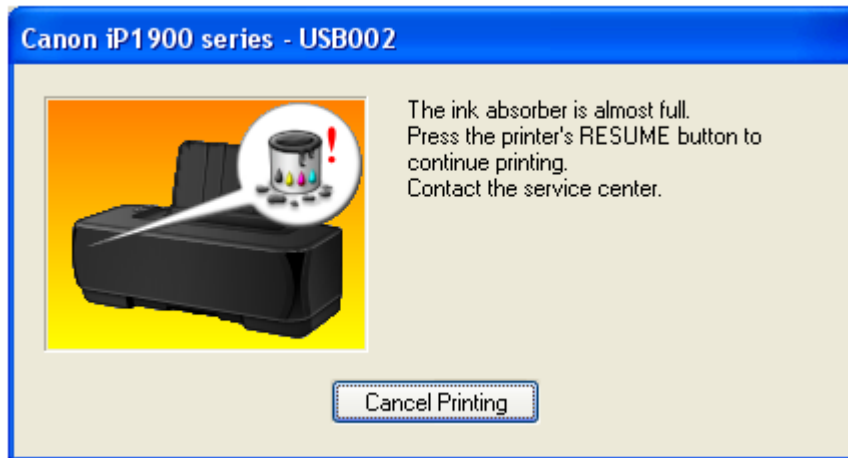 Canon iP1900 series - USB002
The ink absorber is almost full.
Press the printer's RESUME button to
continue printing.
Contact the service center.
Cancel Printing